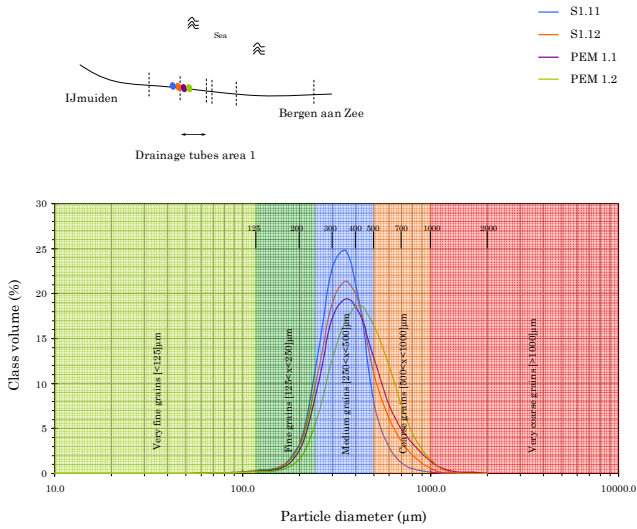 S1.11
S1.12
PEM 1.1
PEM 1.2
Sea
IJmuiden
Bergen aan Zee
Drainage tubes area 1
30
25
20
15
10
5
0
Class volume (%)
125 200 300 400 500 700 1000 2000
Very fine grains [<125]µm
Fine grains [125<x<250]µm
Medium grains [250<x<500]µm
Coarse grains [500<x<1000]µm
Very coarse grains [>1000]µm
10.0 100.0 1000.0 10000.0
Particle diameter (µm)